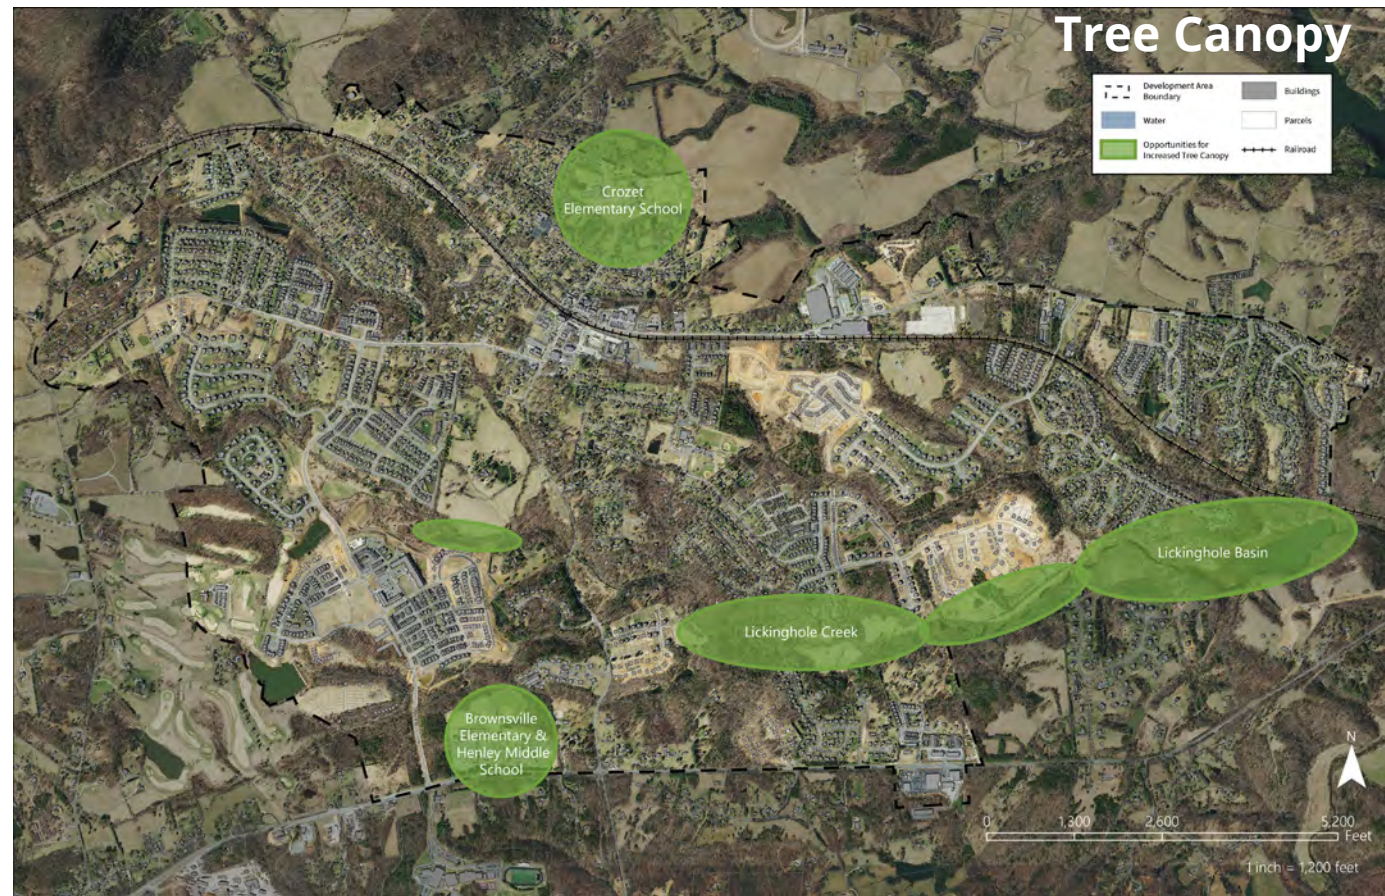 Tree Canopy
Development Area
Boundary
Buildings
Water
Parcels
Opportunities for
Increased Tree Canopy
Railroad
Crozet
Elementary School
Lickinghole Basin
Lickinghole Creek
Brownsville
Elementary &
Henley Middle
School
N
0 1,300 2,600 5,200
Feet
1 inch = 1,200 feet